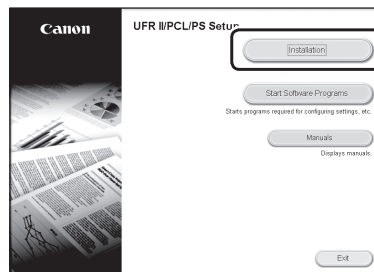 Canon
UFR II/PCL/PS Setup
Installation
Start Software Programs
Starts programs required for configuring settings, etc.
Manuals
Displays manuals.
Exit